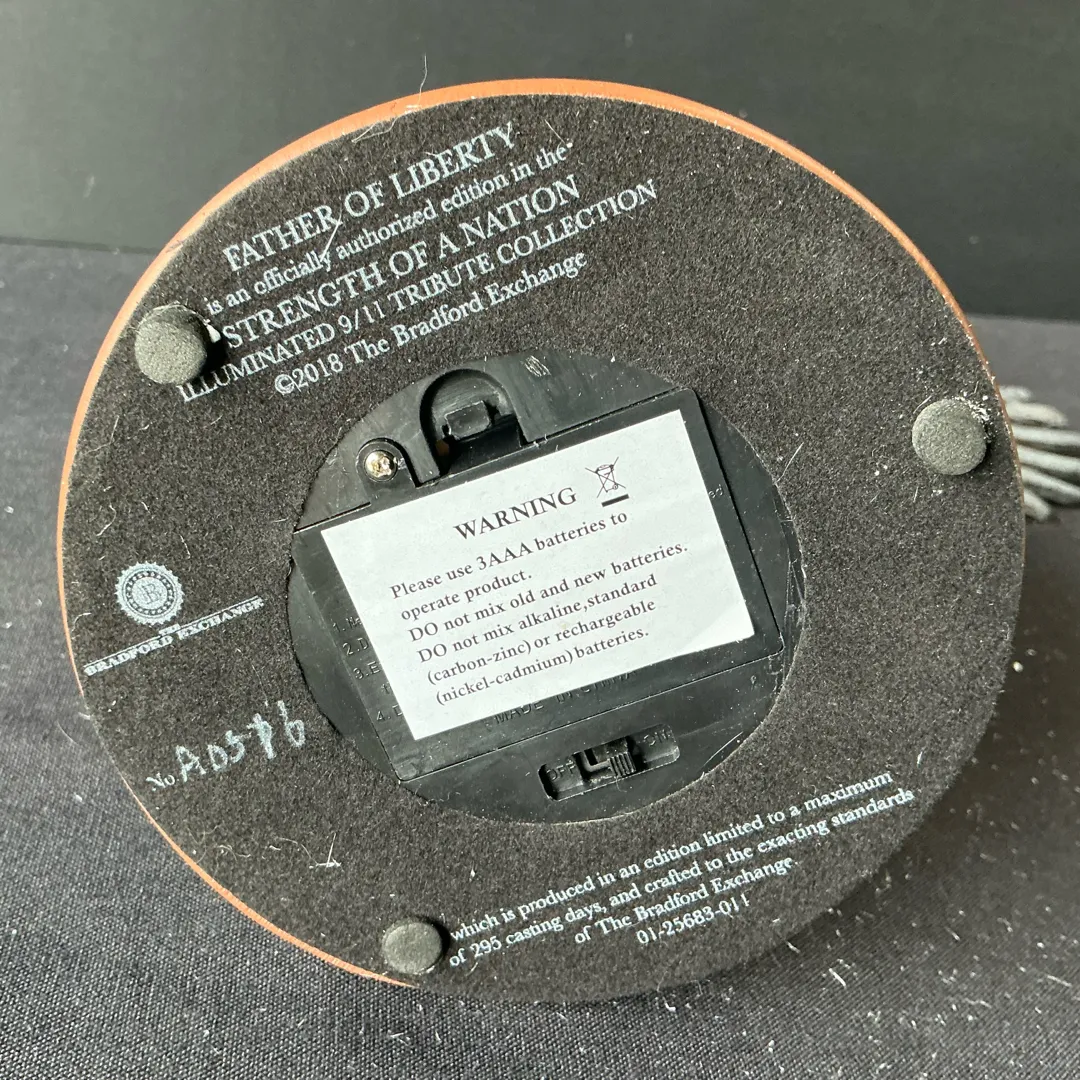 FATHER OF LIBERTY
is an officially authorized edition in the
STRENGTH OF A NATION
ILLUMINATED 9/11 TRIBUTE COLLECTION
©2018 The Bradford Exchange
WARNING
Please use 3AAA batteries to
operate product.
DO not mix old and new batteries.
DO not mix alkaline,standard
(carbon-zinc) or rechargeable
(nickel-cadmium) batteries.
B
THE
BRADFORD EXCHANGE
No A0576
OFF ON
which is produced in an edition limited to a maximum
of 295 casting days, and crafted to the exacting standards
of The Bradford Exchange
01-25683-011